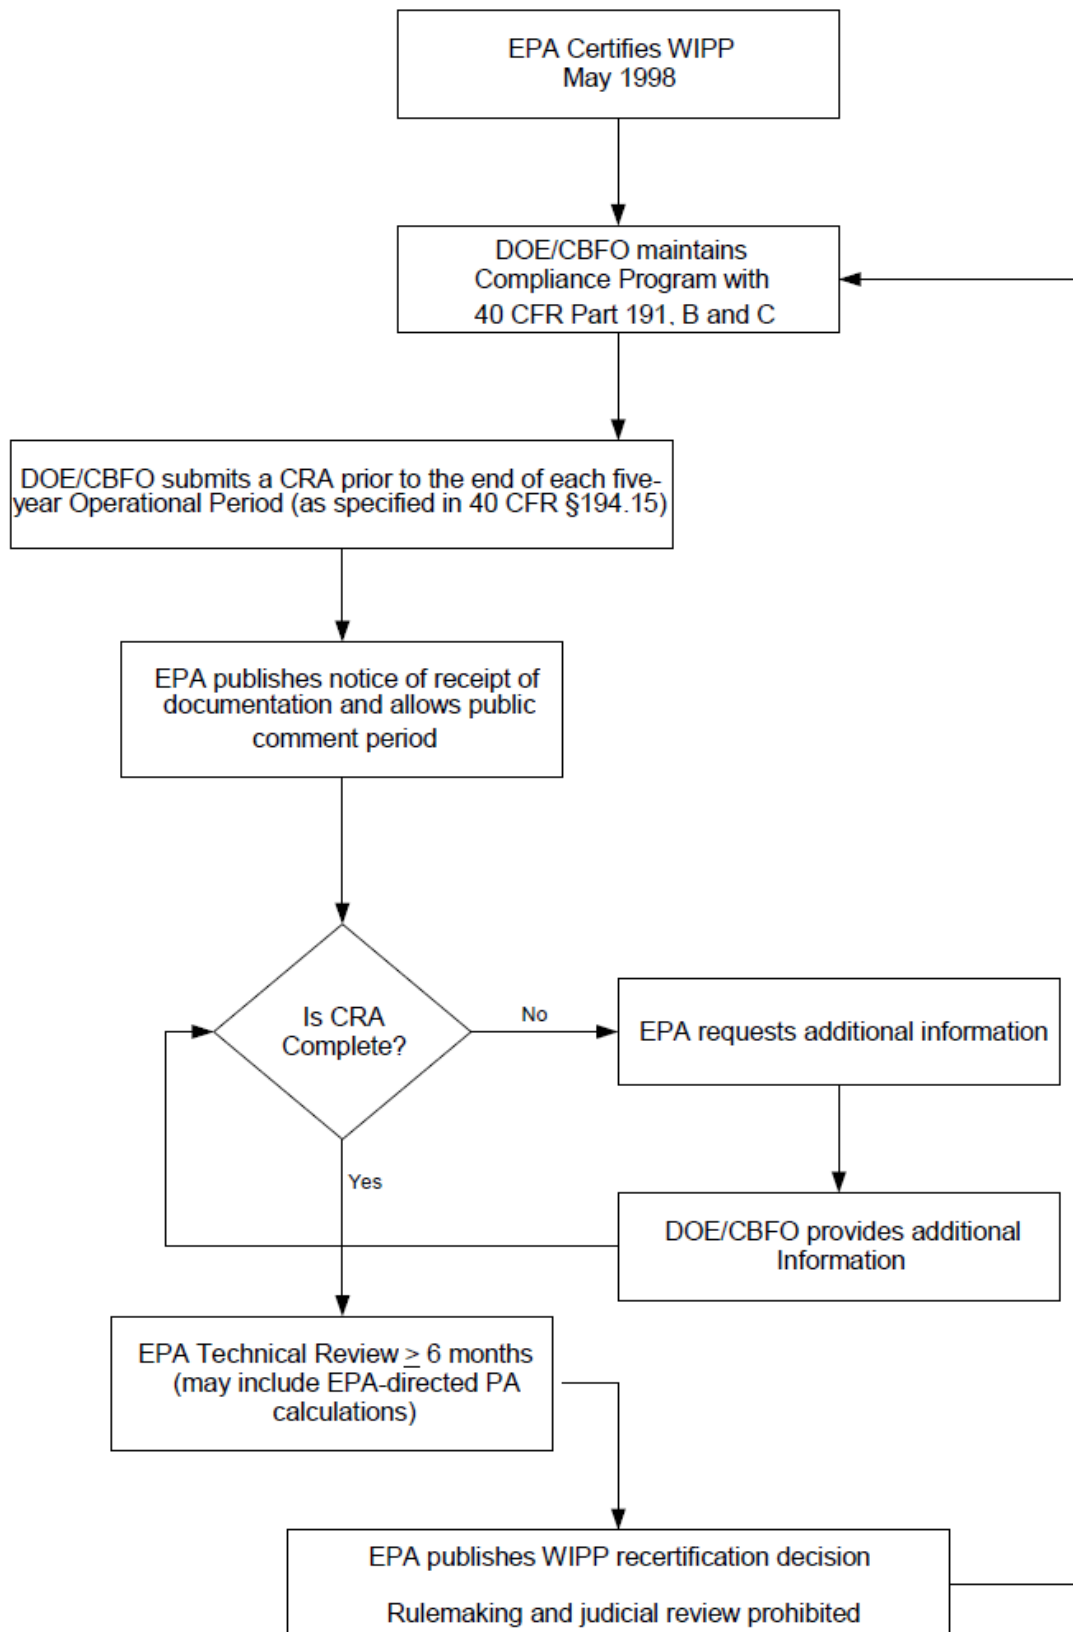 EPA Certifies WIPP
May 1998
DOE/CBFO maintains
Compliance Program with
40 CFR Part 191, B and C
DOE/CBFO submits a CRA prior to the end of each five-
year Operational Period (as specified in 40 CFR §194.15)
EPA publishes notice of receipt of
documentation and allows public
comment period
Is CRA
Complete?
No
EPA requests additional information
Yes
DOE/CBFO provides additional
Information
EPA Technical Review ≥ 6 months
(may include EPA-directed PA
calculations)
EPA publishes WIPP recertification decision
Rulemaking and judicial review prohibited